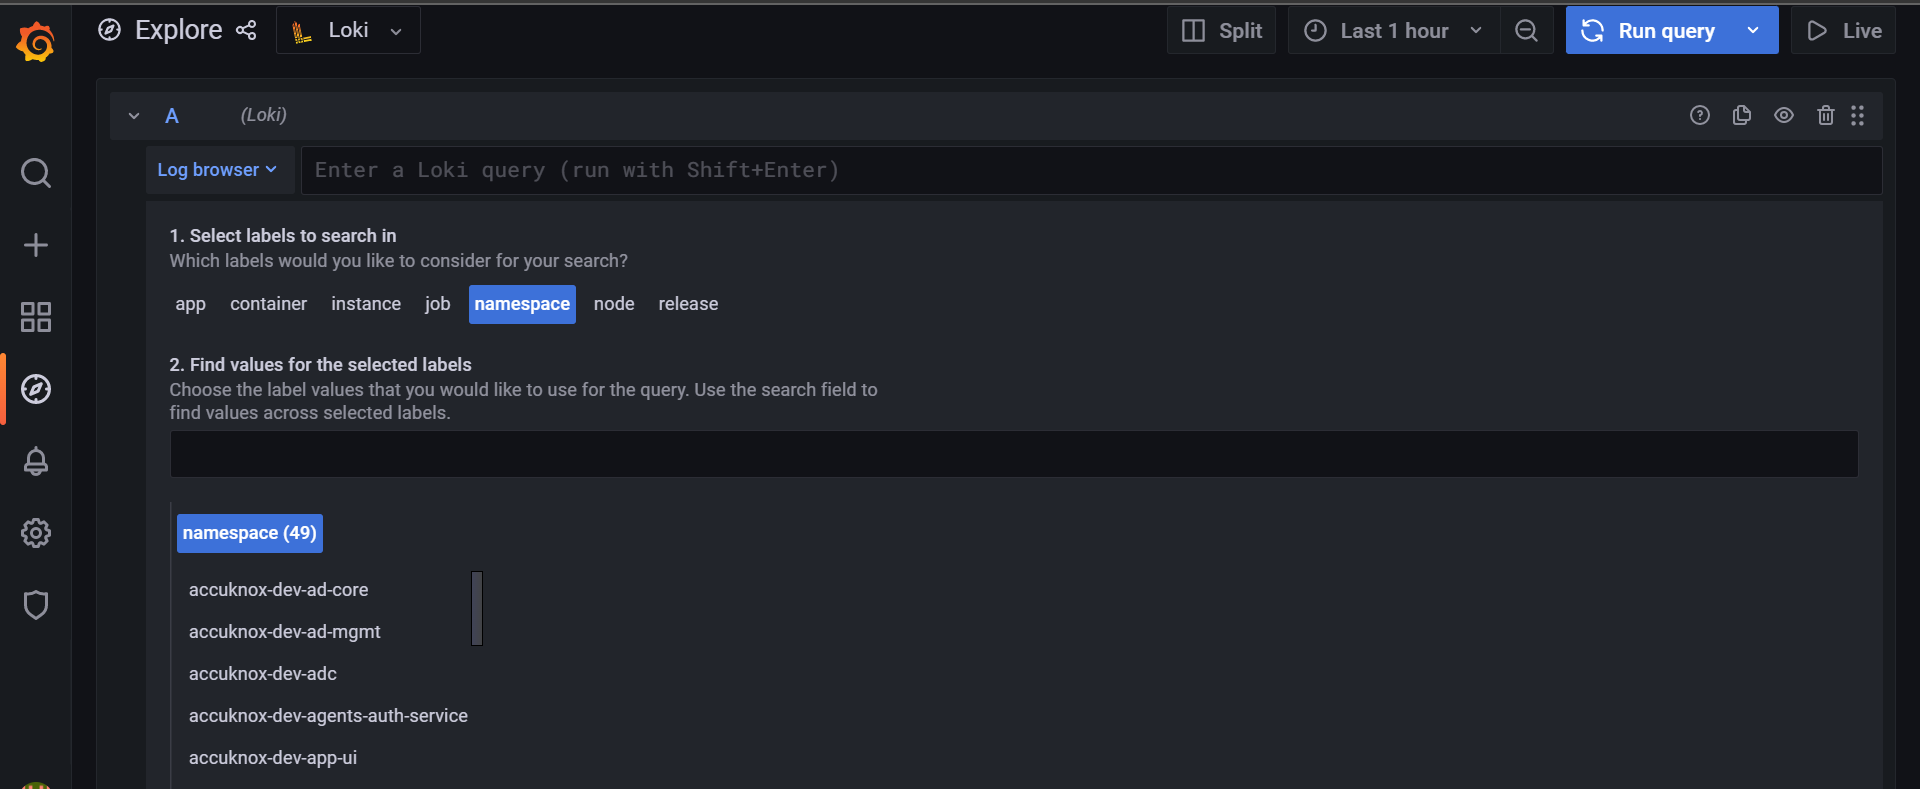 Explore
Loki
Split
Last 1 hour
Run query
Live
A
(Loki)
Log browser
Enter a Loki query (run with Shift+Enter)
1. Select labels to search in
Which labels would you like to consider for your search?
app container instance job namespace node release
2. Find values for the selected labels
Choose the label values that you would like to use for the query. Use the search field to
find values across selected labels.
namespace (49)
accuknox-dev-ad-core
accuknox-dev-ad-mgmt
accuknox-dev-adc
accuknox-dev-agents-auth-service
accuknox-dev-app-ui